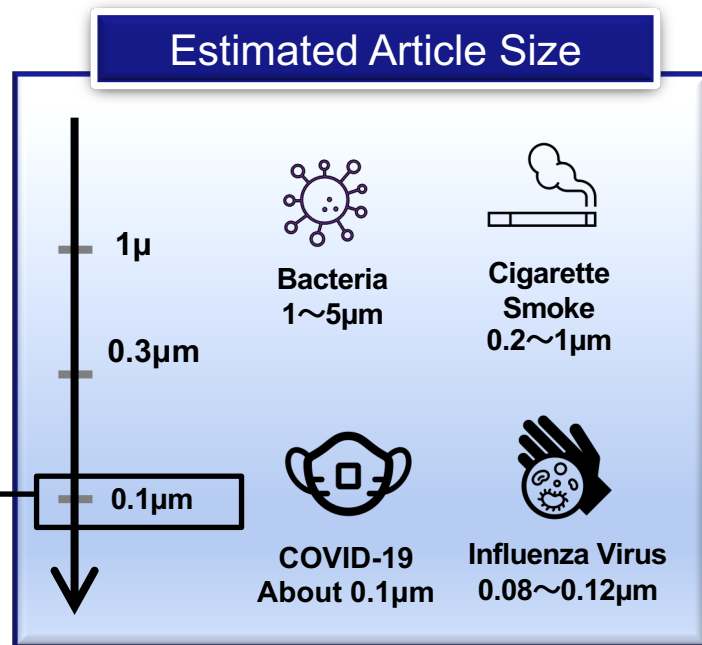 Estimated Article Size
1μ
0.3μm
0.1μm
Bacteria
1～5μm
Cigarette
Smoke
0.2～1μm
COVID-19
About 0.1μm
Influenza Virus
0.08～0.12μm